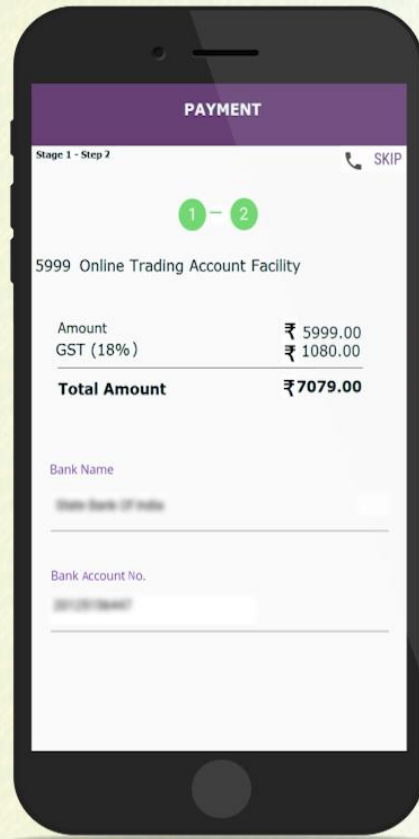 PAYMENT
Stage 1 - Step 2
SKIP
1 - 2
5999 Online Trading Account Facility
Amount ₹ 5999.00
GST (18%) ₹ 1080.00
Total Amount ₹7079.00
Bank Name
Bank Account No.